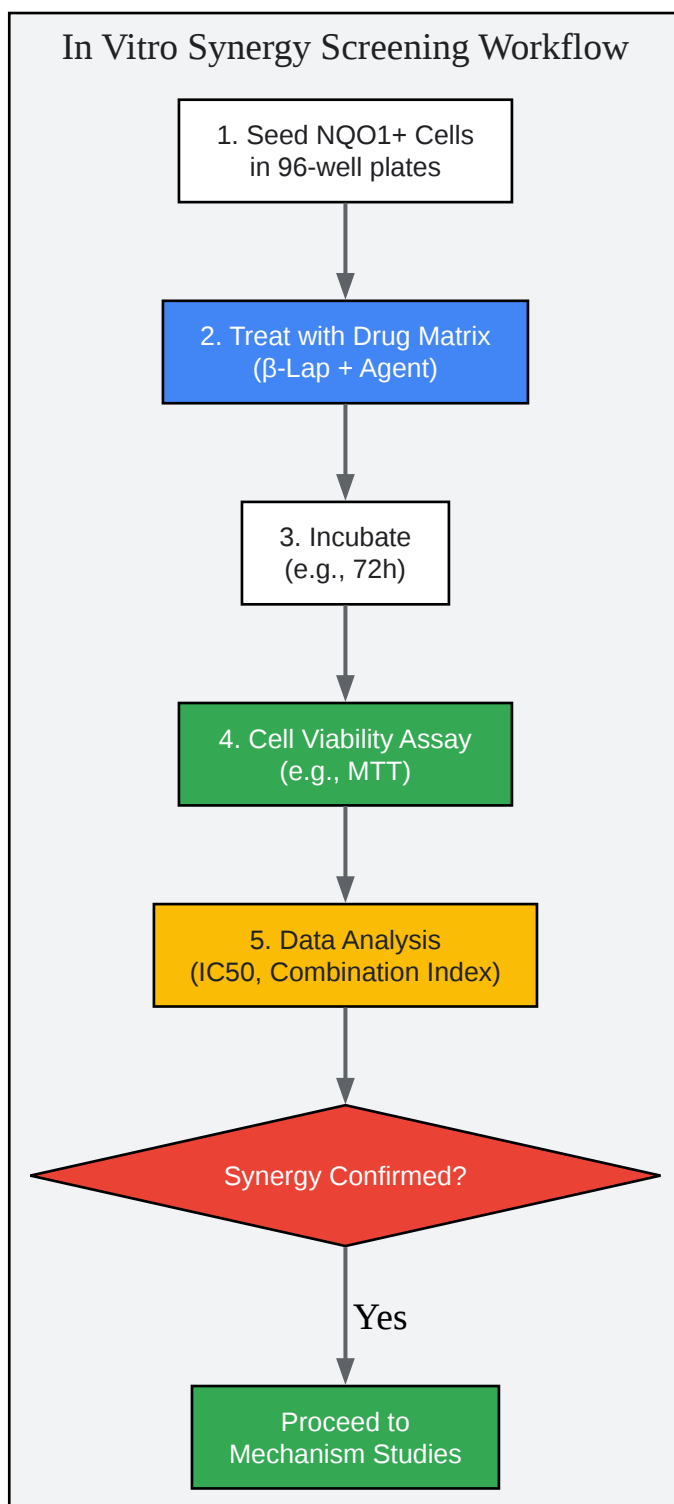 In Vitro Synergy Screening Workflow
1. Seed NQO1+ Cells
in 96-well plates
2. Treat with Drug Matrix
(β-Lap + Agent)
3. Incubate
(e.g., 72h)
4. Cell Viability Assay
(e.g., MTT)
5. Data Analysis
(IC50, Combination Index)
Synergy Confirmed?
Yes
Proceed to
Mechanism Studies